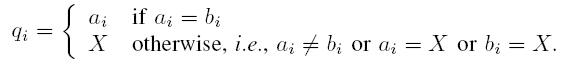 q_i = { a_i if a_i = b_i
X otherwise, i.e., a_i ≠ b_i or a_i = X or b_i = X.